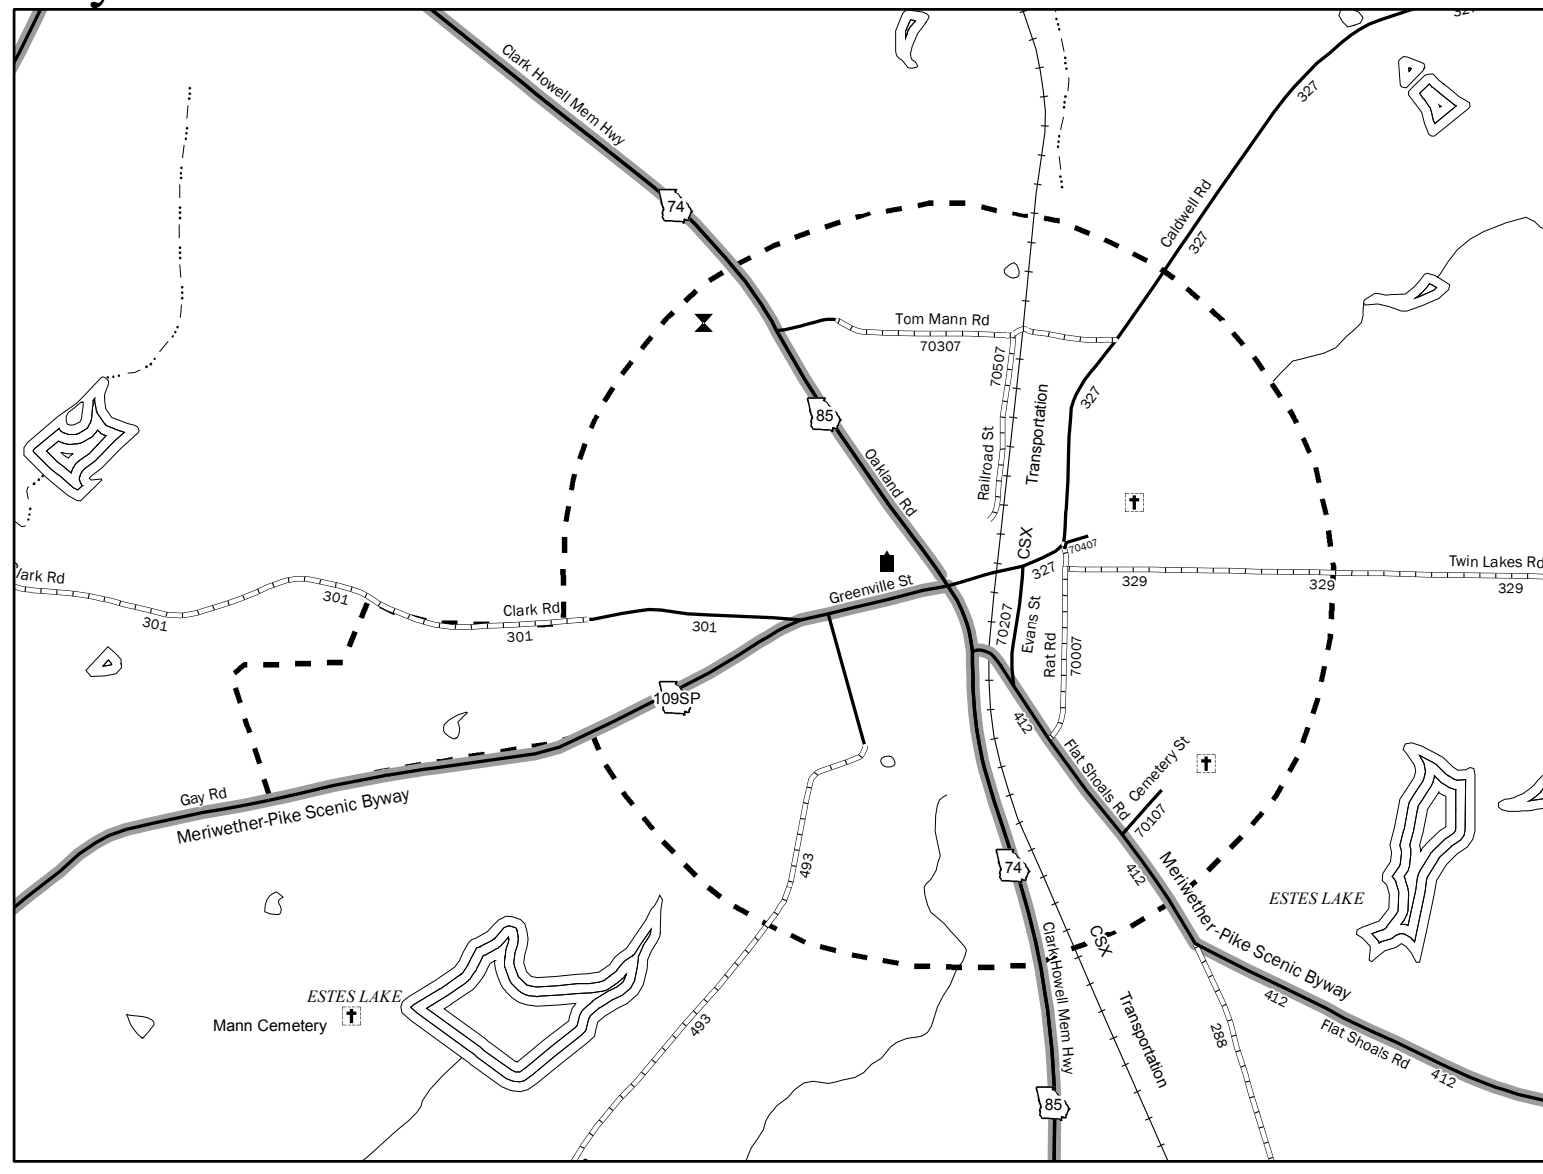 327
Clark Howell Mem Hwy
327
74
Caldwell Rd
327
Tom Mann Rd
70307
70507
327
85
Transportation
Railroad St
Oakland Rd
CSX
70407
327
Twin Lakes Rd
329
329
329
lark Rd
301
301
Clark Rd
301
301
Greenville St
70207
Evans St
Rat Rd
70007
109SP
412
Flat Shoals Rd
Cemetery St
70107
Gay Rd
Meriwether-Pike Scenic Byway
493
74
412
Meriwether-Pike Scenic Byway
ESTES LAKE
CSX
Clark Howell Mem Hwy
ESTES LAKE
Mann Cemetery
493
Transportation
412
288
Flat Shoals Rd
412
85